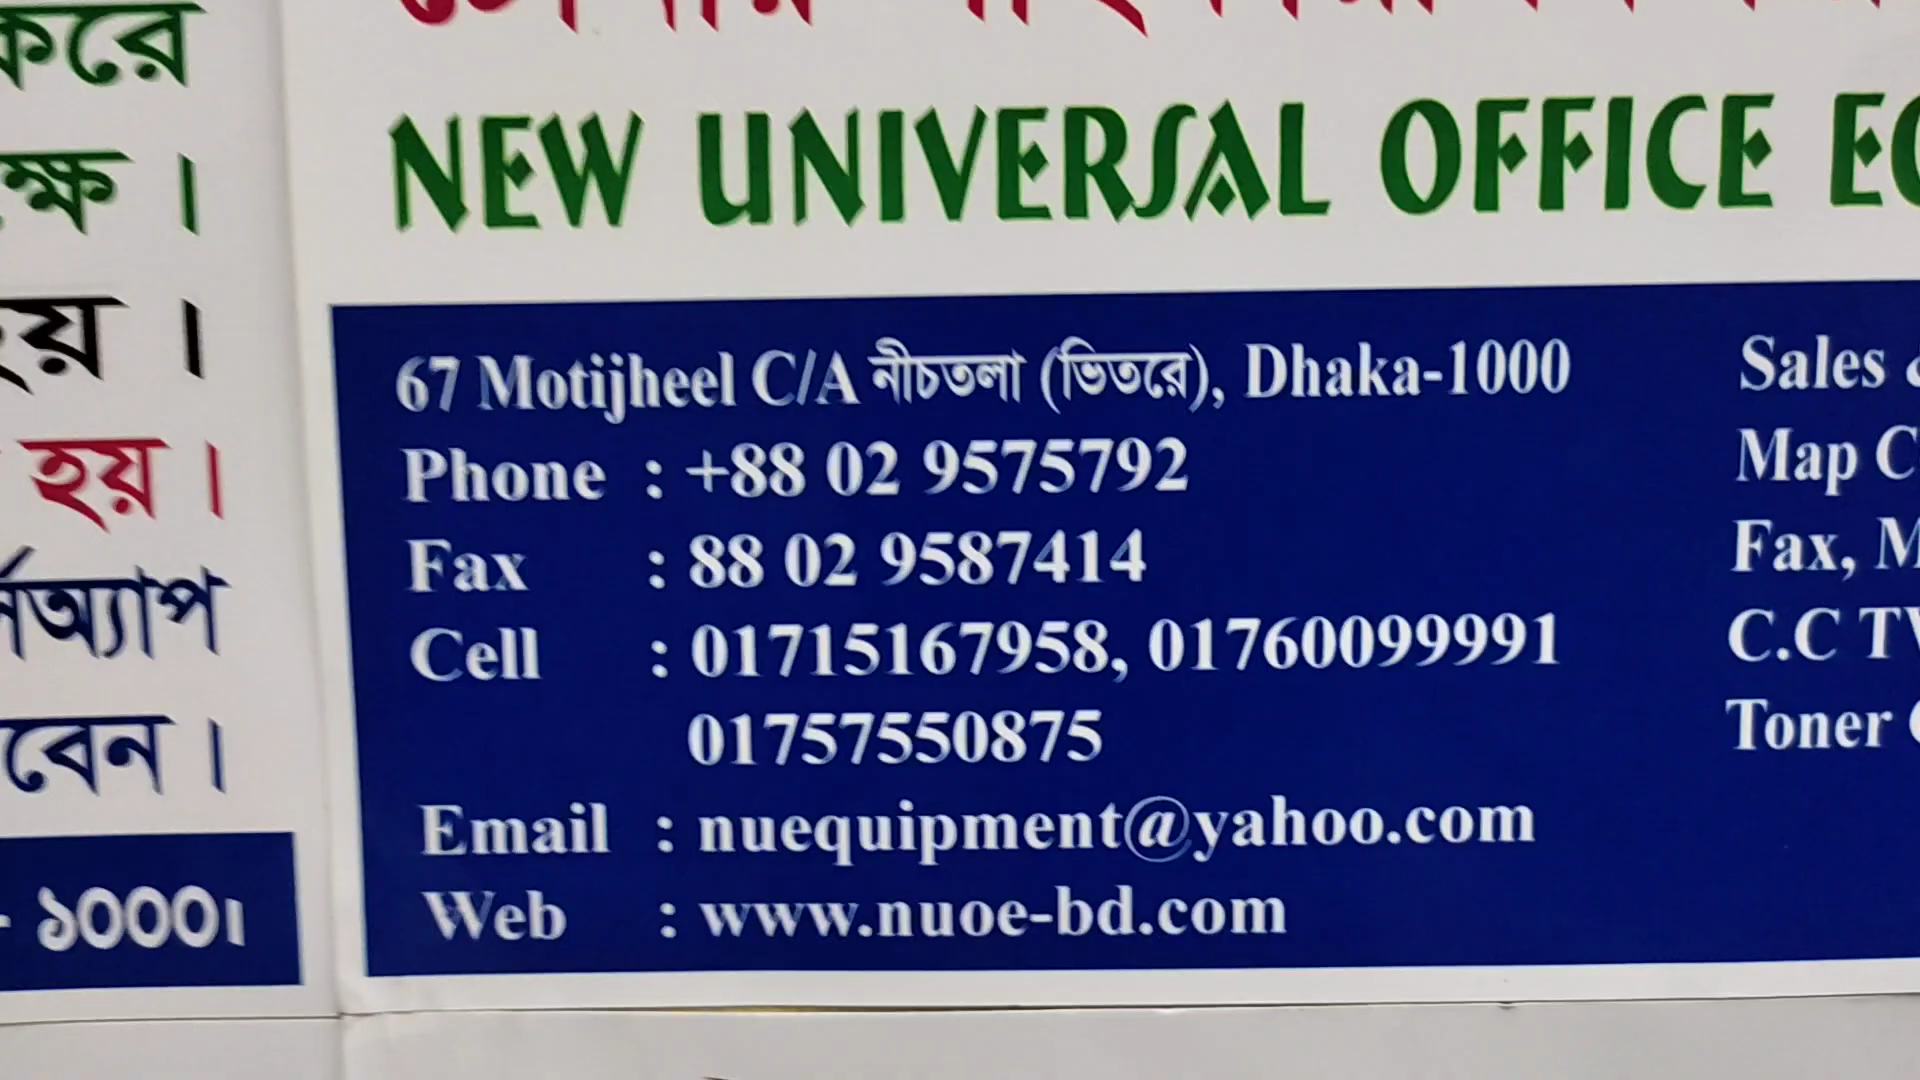 করে
ক্ষ ।
হয় ।
হয় ।
বেন ।
- ১০০০।
NEW UNIVERSAL OFFICE
67 Motijheel C/A নীচতলা (ভিতরে), Dhaka-1000
Phone : +88 02 9575792
Fax : 88 02 9587414
Cell : 01715167958, 01760099991
01757550875
Email : nuequipment@yahoo.com
Web : www.nuoe-bd.com
Sales
Map
Fax,
C.C
Toner